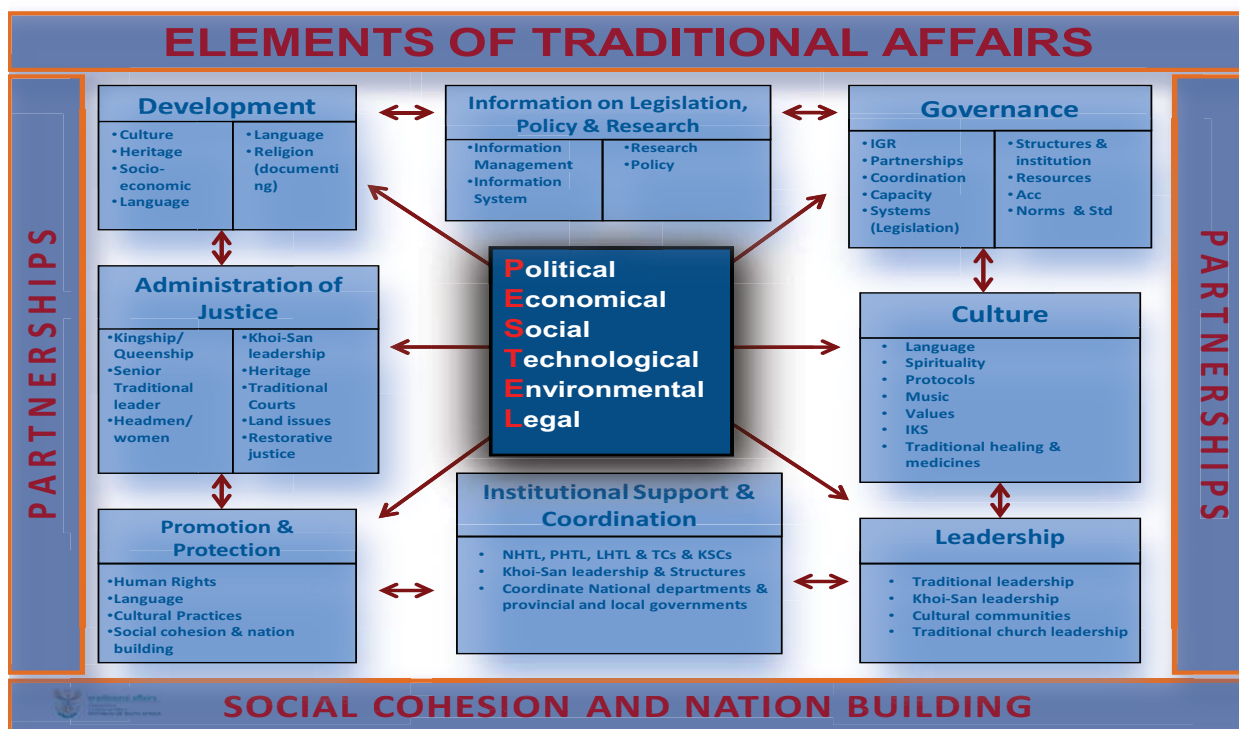 ELEMENTS OF TRADITIONAL AFFAIRS
PARTNERSHIPS
Development
• Culture
• Heritage
• Socio-
economic
• Language
• Language
• Religion
(documenti
ng)
Information on Legislation,
Policy & Research
• Information
Management
• Information
System
• Research
• Policy
Governance
• IGR
• Partnerships
• Coordination
• Capacity
• Systems
(Legislation)
• Structures &
institution
• Resources
• Acc
• Norms & Std
Administration of
Justice
• Kingship/
Queenship
• Senior
Traditional
leader
• Headmen/
women
• Khoi-San
leadership
• Heritage
• Traditional
Courts
• Land issues
• Restorative
justice
Political
Economical
Social
Technological
Environmental
Legal
Culture
• Language
• Spirituality
• Protocols
• Music
• Values
• IKS
• Traditional healing &
medicines
Promotion &
Protection
• Human Rights
• Language
• Cultural Practices
• Social cohesion & nation
building
Institutional Support &
Coordination
• NHTL, PHTL, LHTL & TCs & KSCs
• Khoi-San leadership & Structures
• Coordinate National departments &
provincial and local governments
Leadership
• Traditional leadership
• Khoi-San leadership
• Cultural communities
• Traditional church leadership
PARTNERSHIPS
traditional affairs
SOCIAL COHESION AND NATION BUILDING